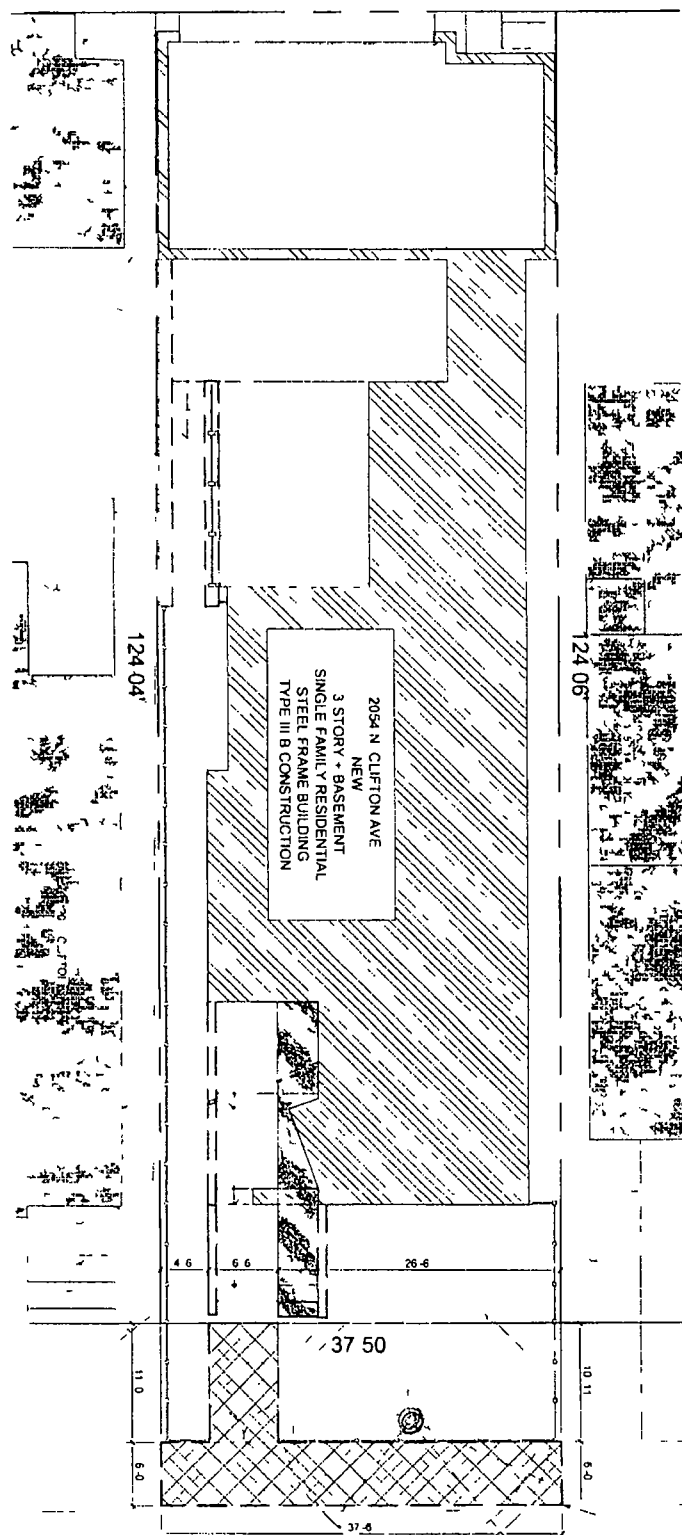 2054 N CLIFTON AVE
NEW
3 STORY + BASEMENT
SINGLE FAMILY RESIDENTIAL
STEEL FRAME BUILDING
TYPE III B CONSTRUCTION
124 04'
124 06'
4 6
6 6
26 -6
37 50
11 0
10 11
6 -0
6 -0
37 -6